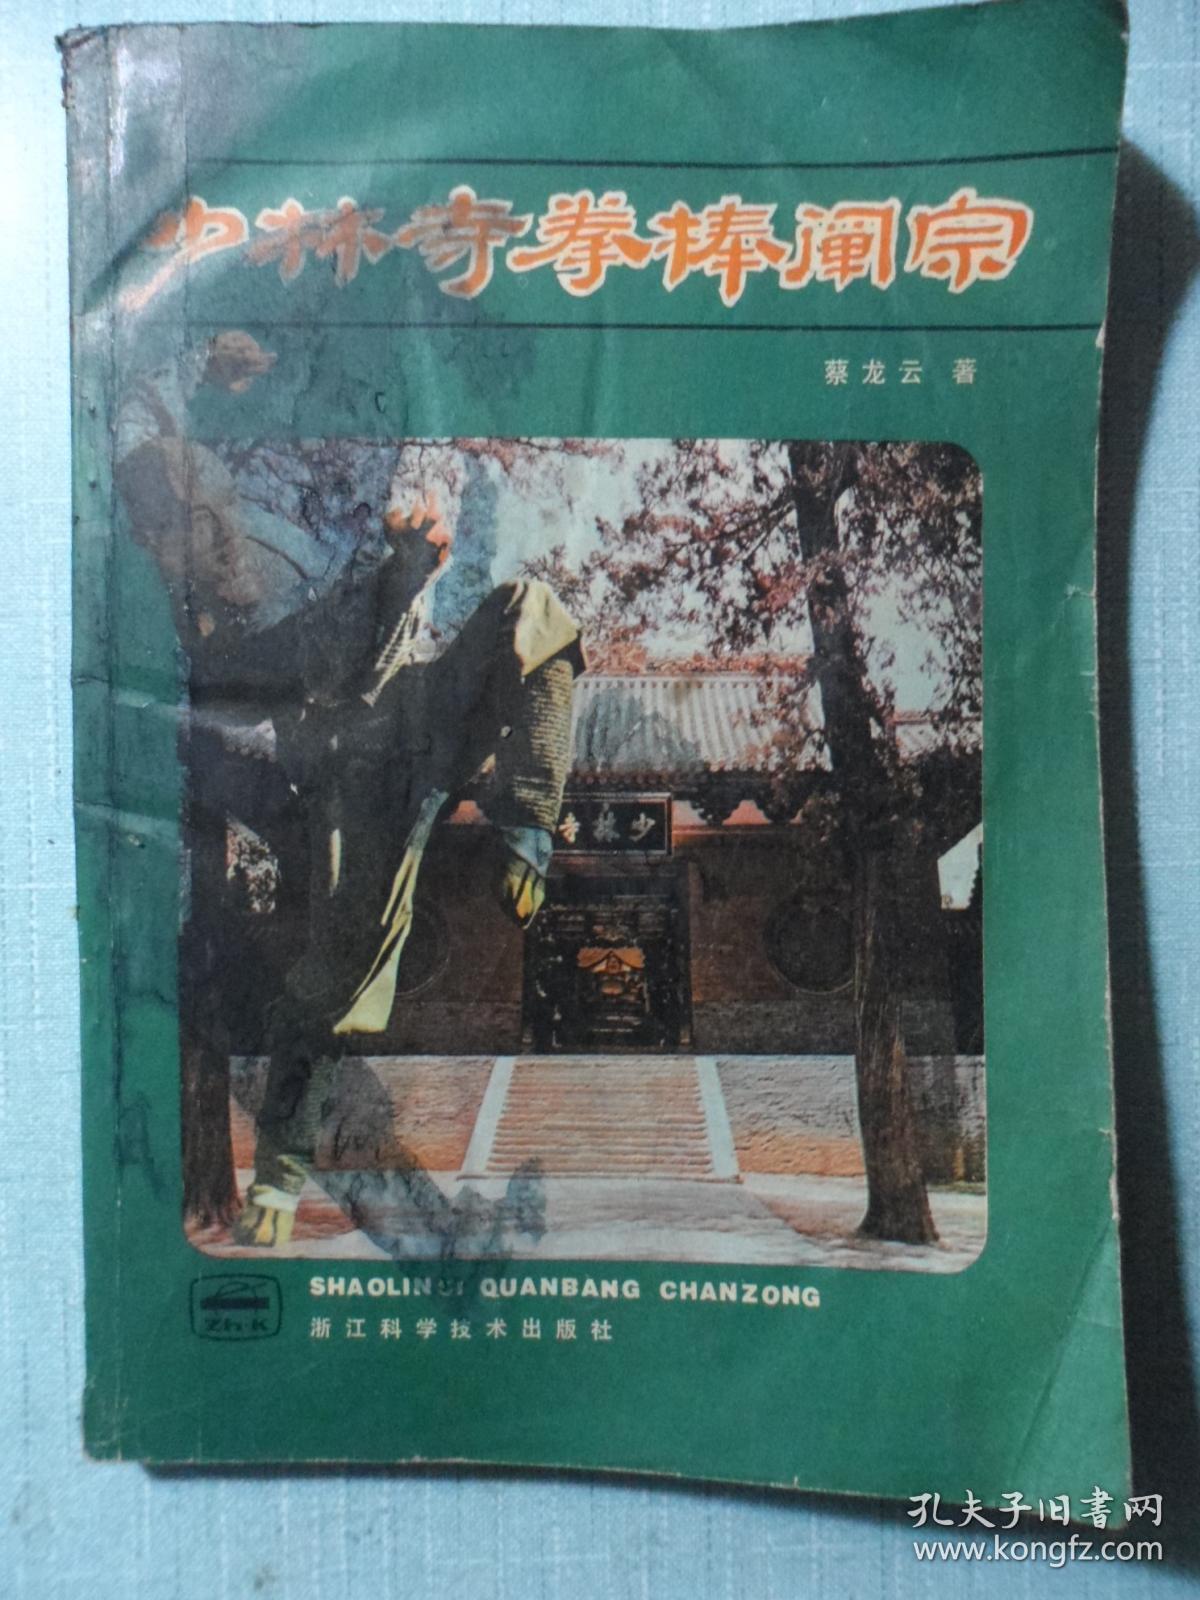 少林寺拳棒阐宗
蔡龙云 著
少林寺
SHAOLINSI QUANBANG CHANZONG
Zh·K
浙江科学技术出版社
孔夫子旧书网
www.kongfz.com